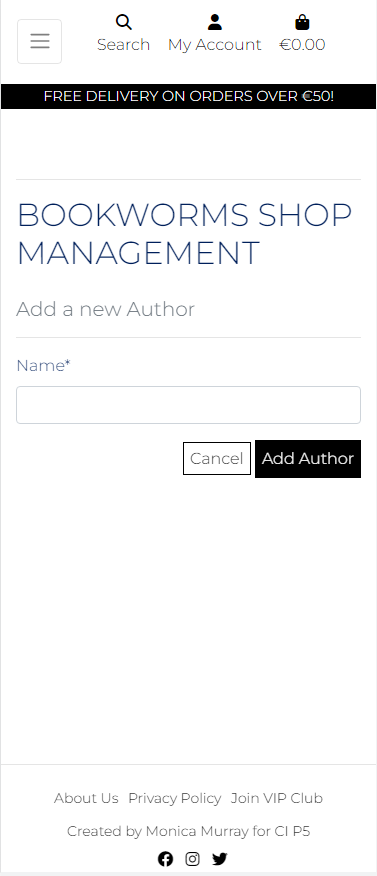 Search My Account €0.00
FREE DELIVERY ON ORDERS OVER €50!
BOOKWORMS SHOP
MANAGEMENT
Add a new Author
Name*
Cancel Add Author
About Us Privacy Policy Join VIP Club
Created by Monica Murray for CI P5